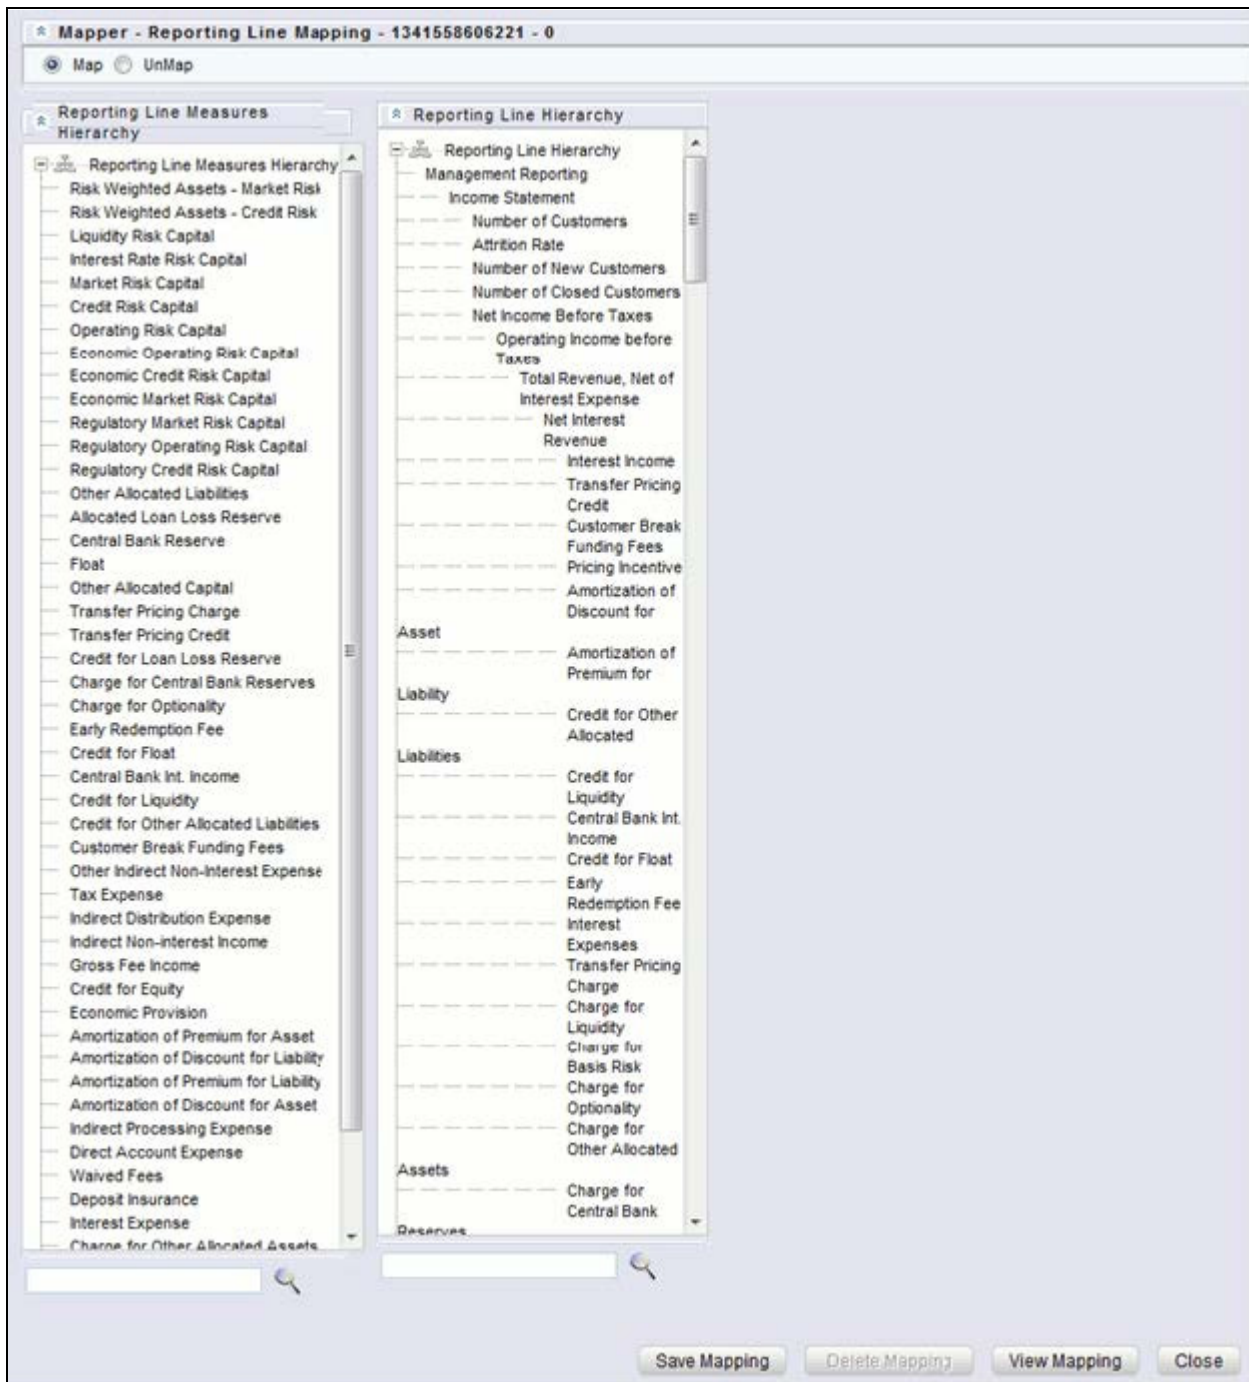 Mapper - Reporting Line Mapping - 1341558606221 - 0
Map UnMap
Reporting Line Measures
Hierarchy
Reporting Line Measures Hierarchy
Risk Weighted Assets - Market Risk
Risk Weighted Assets - Credit Risk
Liquidity Risk Capital
Interest Rate Risk Capital
Market Risk Capital
Credit Risk Capital
Operating Risk Capital
Economic Operating Risk Capital
Economic Credit Risk Capital
Economic Market Risk Capital
Regulatory Market Risk Capital
Regulatory Operating Risk Capital
Regulatory Credit Risk Capital
Other Allocated Liabilities
Allocated Loan Loss Reserve
Central Bank Reserve
Float
Other Allocated Capital
Transfer Pricing Charge
Transfer Pricing Credit
Credit for Loan Loss Reserve
Charge for Central Bank Reserves
Charge for Optionality
Early Redemption Fee
Credit for Float
Central Bank Int. Income
Credit for Liquidity
Credit for Other Allocated Liabilities
Customer Break Funding Fees
Other Indirect Non-Interest Expense
Tax Expense
Indirect Distribution Expense
Indirect Non-interest Income
Gross Fee Income
Credit for Equity
Economic Provision
Amortization of Premium for Asset
Amortization of Discount for Liability
Amortization of Premium for Liability
Amortization of Discount for Asset
Indirect Processing Expense
Direct Account Expense
Waived Fees
Deposit Insurance
Interest Expense
Charge for Other Allocated Assets
Reporting Line Hierarchy
Reporting Line Hierarchy
Management Reporting
Income Statement
Number of Customers
Attrition Rate
Number of New Customers
Number of Closed Customers
Net Income Before Taxes
Operating Income before
Taxes
Total Revenue, Net of
Interest Expense
Net Interest
Revenue
Interest Income
Transfer Pricing
Credit
Customer Break
Funding Fees
Pricing Incentive
Amortization of
Discount for
Asset
Amortization of
Premium for
Liability
Credit for Other
Allocated
Liabilities
Credit for
Liquidity
Central Bank Int.
Income
Credit for Float
Early
Redemption Fee
Interest
Expenses
Transfer Pricing
Charge
Charge for
Liquidity
Charge for
Basis Risk
Charge for
Optionality
Charge for
Other Allocated
Assets
Charge for
Central Bank
Reserves
Save Mapping Delete Mapping View Mapping Close